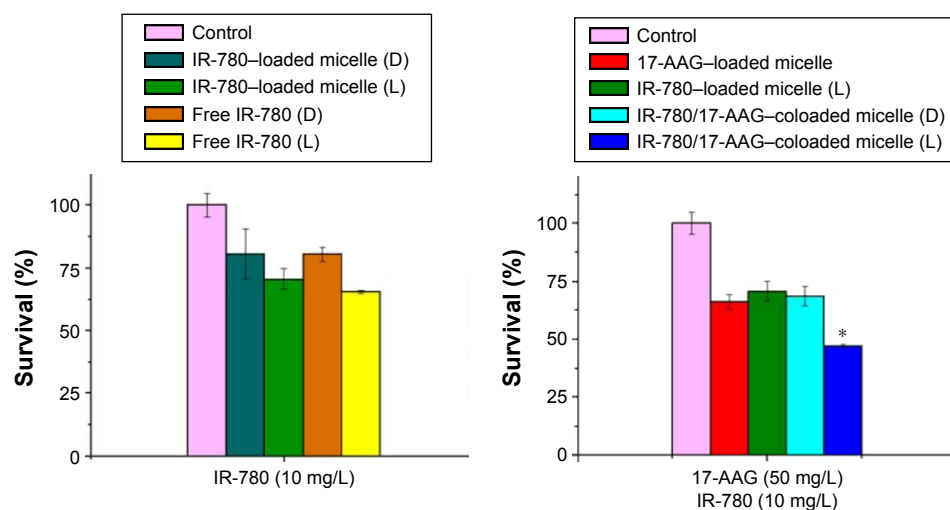 Control
IR-780–loaded micelle (D)
IR-780–loaded micelle (L)
Free IR-780 (D)
Free IR-780 (L)
100
75
50
25
0
Survival (%)
IR-780 (10 mg/L)
Control
17-AAG–loaded micelle
IR-780–loaded micelle (L)
IR-780/17-AAG–coloaded micelle (D)
IR-780/17-AAG–coloaded micelle (L)
100
75
50
25
0
Survival (%)
*
17-AAG (50 mg/L)
IR-780 (10 mg/L)